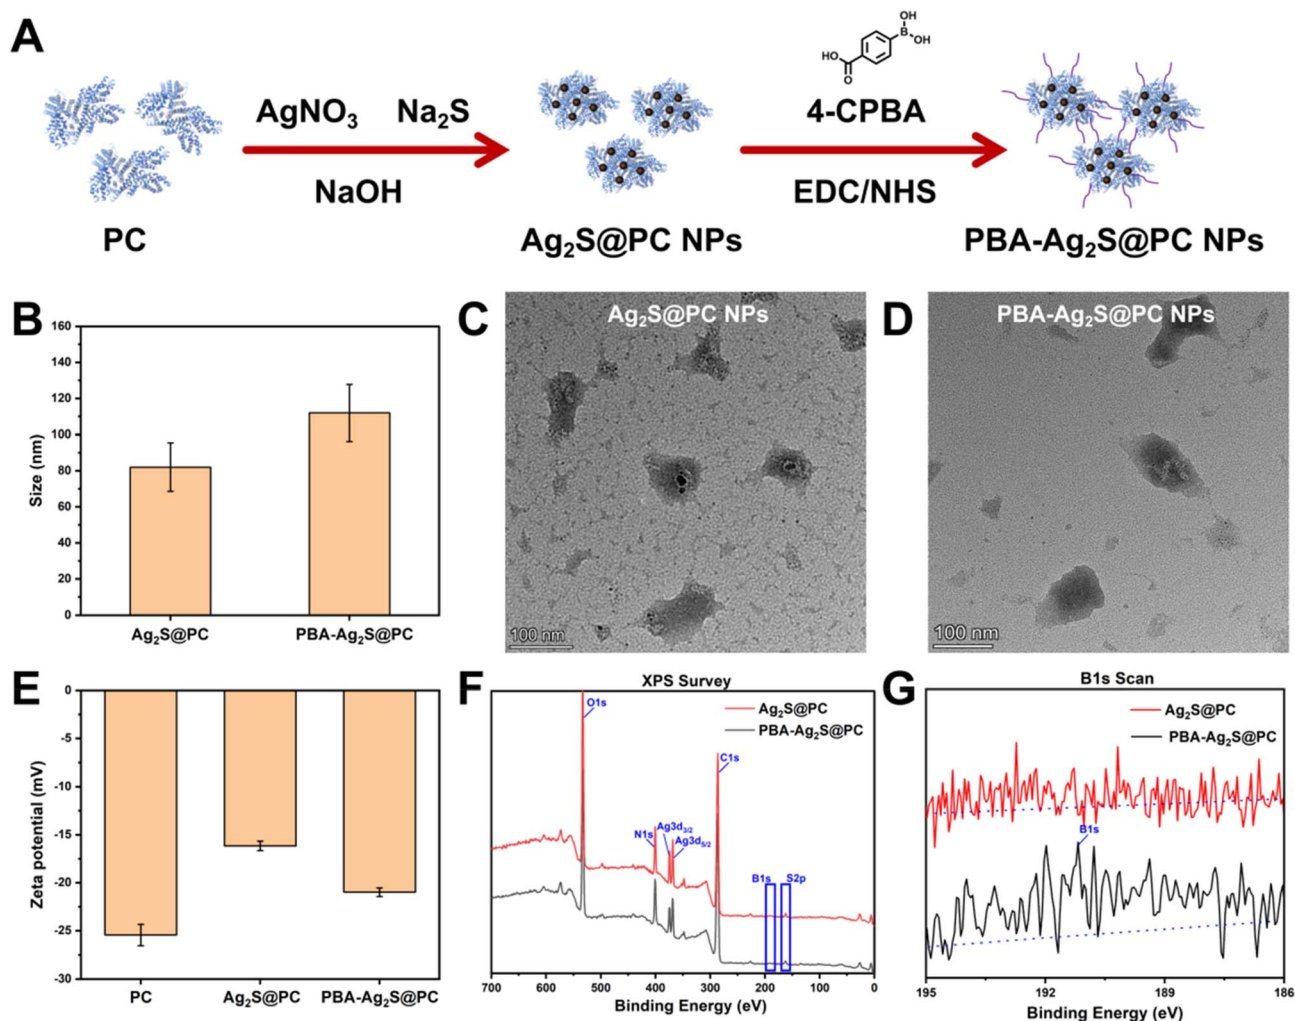 A
AgNO₃ Na₂S
NaOH
HO
O
B
OH
OH
4-CPBA
EDC/NHS
PC
Ag₂S@PC NPs
PBA-Ag₂S@PC NPs
B
160
140
120
100
80
60
40
20
0
Size (nm)
Ag₂S@PC
PBA-Ag₂S@PC
C
Ag₂S@PC NPs
100 nm
D
PBA-Ag₂S@PC NPs
100 nm
E
0
-5
-10
-15
-20
-25
-30
Zeta potential (mV)
PC
Ag₂S@PC
PBA-Ag₂S@PC
F
XPS Survey
Ag₂S@PC
PBA-Ag₂S@PC
O1s
C1s
N1s
Ag3d₃/₂
Ag3d₅/₂
B1s
S2p
700 600 500 400 300 200 100 0
Binding Energy (eV)
G
B1s Scan
Ag₂S@PC
PBA-Ag₂S@PC
B1s
195 192 189 186
Binding Energy (eV)